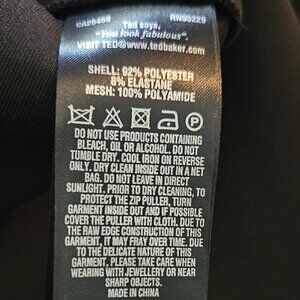 CA28459 RN93229
Ted says,
"You look fabulous".
VISIT TED@WWW.tedbaker.com
SHELL: 92% POLYESTER
8% ELASTANE
MESH: 100% POLYAMIDE
P
DO NOT USE PRODUCTS CONTAINING
BLEACH, OIL OR ALCOHOL. DO NOT
TUMBLE DRY. COOL IRON ON REVERSE
ONLY. DRY CLEAN INSIDE OUT IN A NET
BAG. DO NOT LEAVE IN DIRECT
SUNLIGHT. PRIOR TO DRY CLEANING, TO
PROTECT THE ZIP PULLER, TURN
GARMENT INSIDE OUT AND IF POSSIBLE
COVER THE PULLER WITH CLOTH. DUE TO
THE RAW EDGE CONSTRUCTION OF THIS
GARMENT, IT MAY FRAY OVER TIME. DUE
TO THE DELICATE NATURE OF THIS
GARMENT, PLEASE TAKE CARE WHEN
WEARING WITH JEWELLERY OR NEAR
SHARP OBJECTS.
MADE IN CHINA